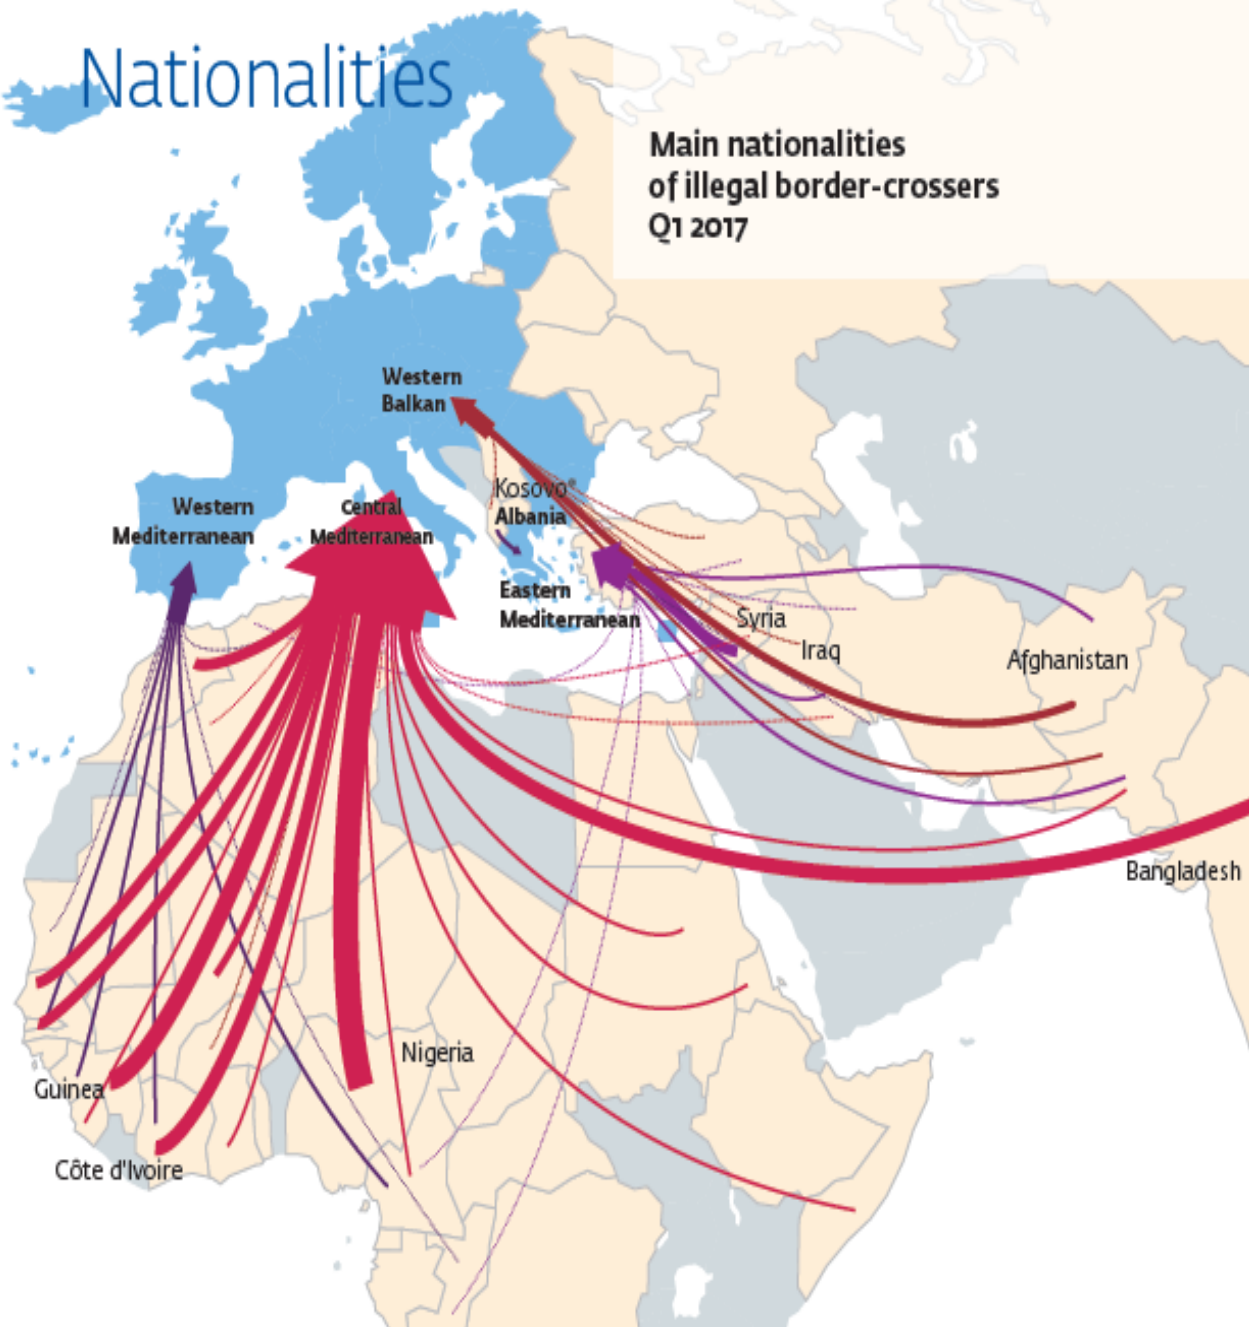 Nationalities
Main nationalities
of illegal border-crossers
Q1 2017
Western
Balkan
Kosovo*
Albania
Western
Mediterranean
Central
Mediterranean
Eastern
Mediterranean
Syria
Iraq
Afghanistan
Bangladesh
Nigeria
Guinea
Côte d'Ivoire